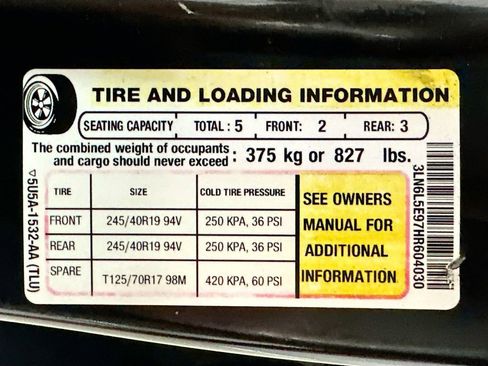 TIRE AND LOADING INFORMATION
SEATING CAPACITY TOTAL : 5 FRONT: 2 REAR: 3
The combined weight of occupants and cargo should never exceed : 375 kg or 827 lbs.
TIRE SIZE COLD TIRE PRESSURE
FRONT 245/40R19 94V 250 KPA, 36 PSI
REAR 245/40R19 94V 250 KPA, 36 PSI
SPARE T125/70R17 98M 420 KPA, 60 PSI
SEE OWNERS
MANUAL FOR
ADDITIONAL
INFORMATION
5U5A-1532-AA (TLU)
3LN6L5E97HR604030